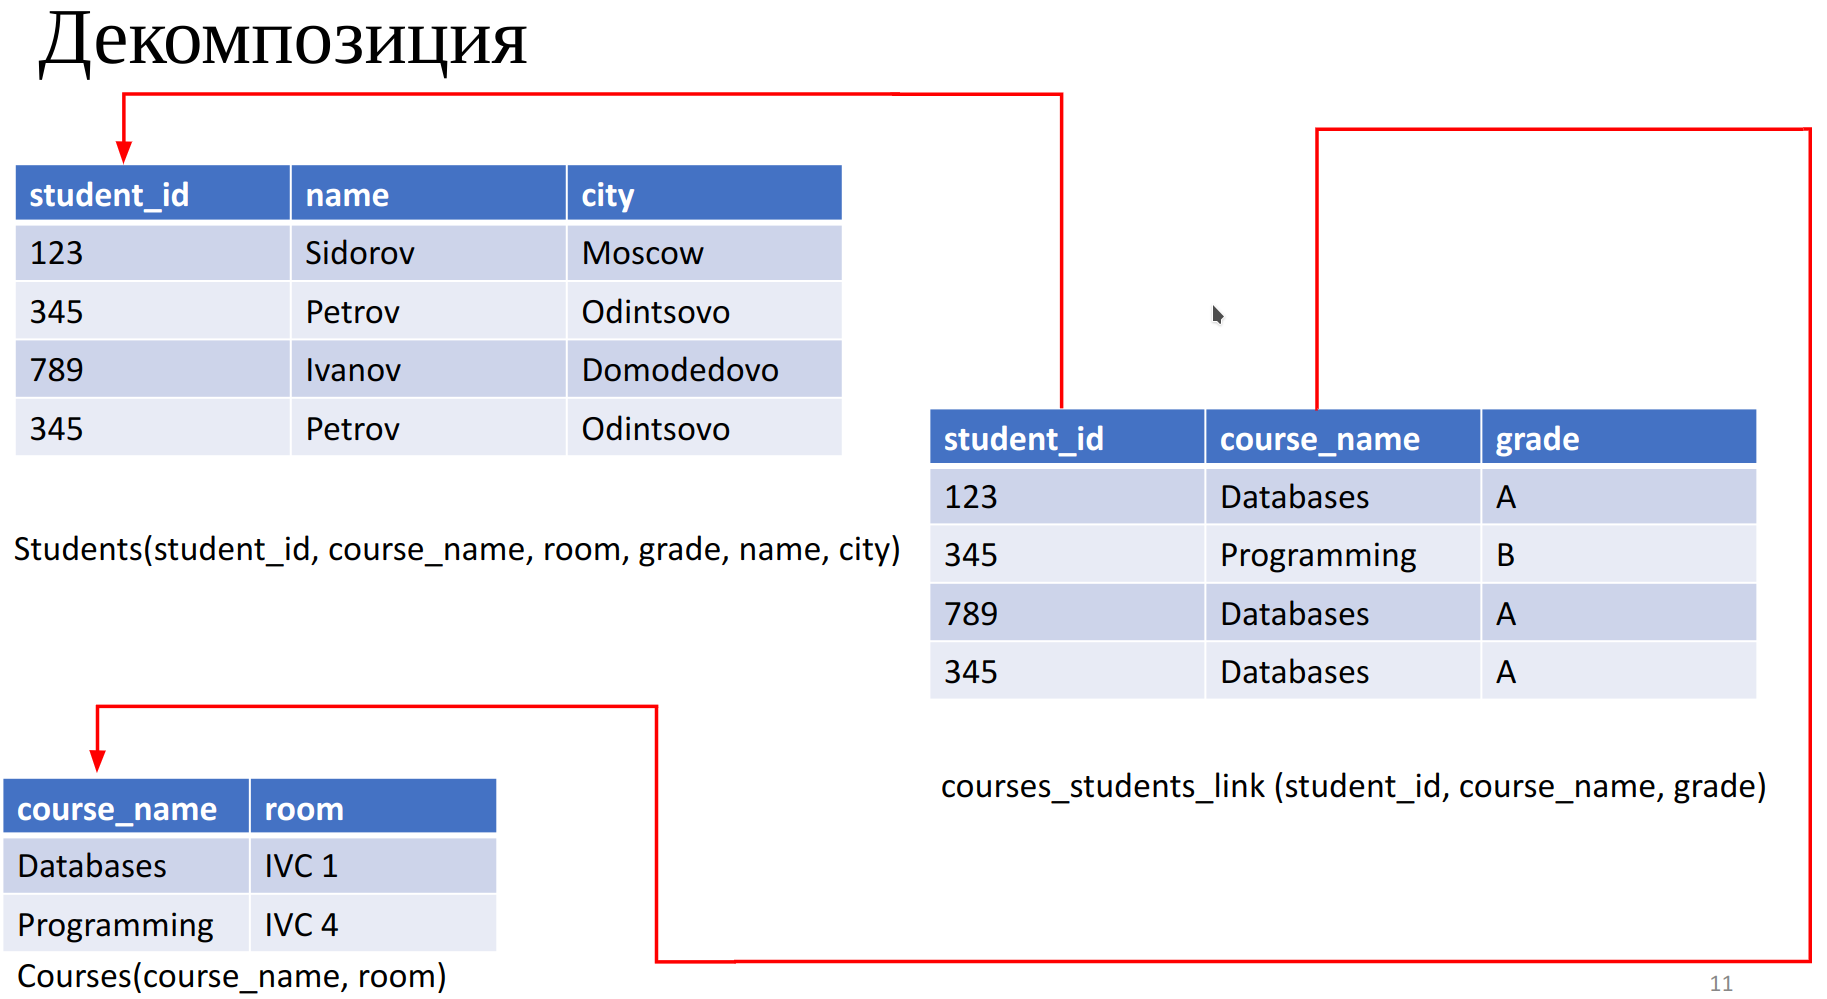 Декомпозиция
student_id name city
123 Sidorov Moscow
345 Petrov Odintsovo
789 Ivanov Domodedovo
345 Petrov Odintsovo
Students(student_id, course_name, room, grade, name, city)
student_id course_name grade
123 Databases A
345 Programming B
789 Databases A
345 Databases A
courses_students_link (student_id, course_name, grade)
course_name room
Databases IVC 1
Programming IVC 4
Courses(course_name, room)
11